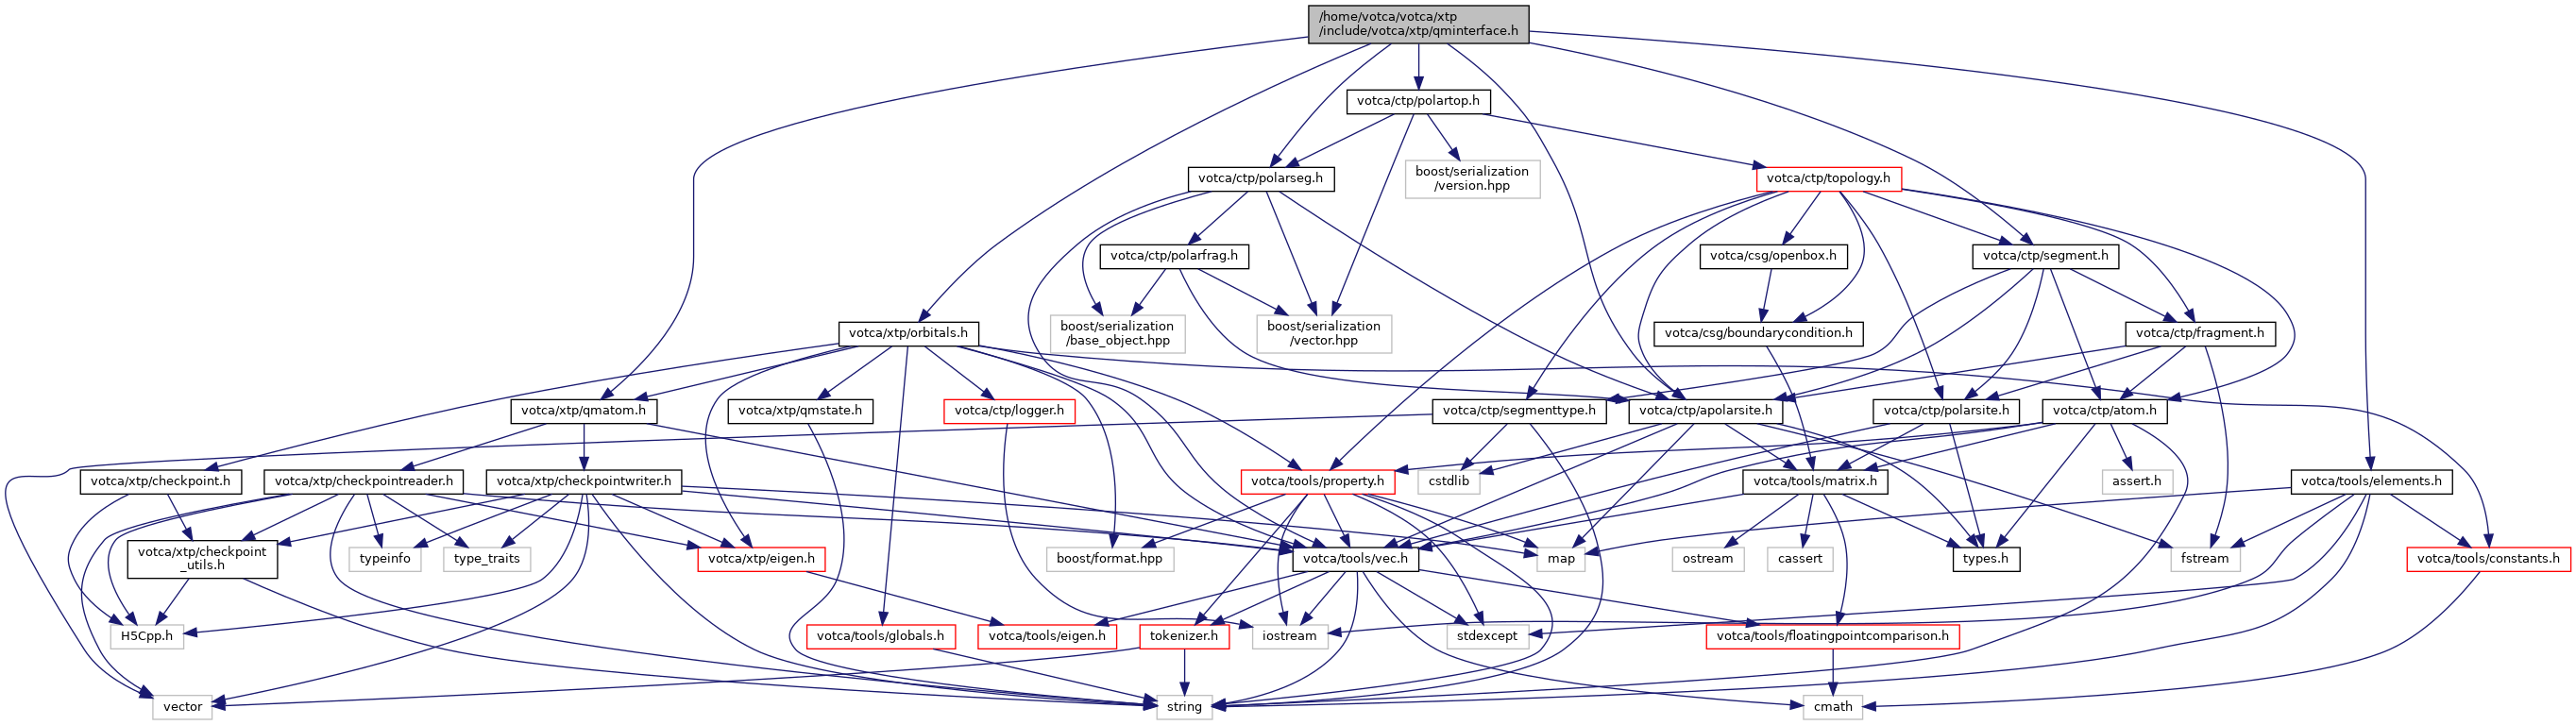 /home/votca/votca/xtp
/include/votca/xtp/qminterface.h
votca/ctp/polartop.h
votca/ctp/polarseg.h
boost/serialization
/version.hpp
votca/ctp/topology.h
votca/ctp/polarfrag.h
votca/csg/openbox.h
votca/ctp/segment.h
votca/xtp/orbitals.h
boost/serialization
/base_object.hpp
boost/serialization
/vector.hpp
votca/csg/boundarycondition.h
votca/ctp/fragment.h
votca/xtp/qmatom.h
votca/xtp/qmstate.h
votca/ctp/logger.h
votca/ctp/segmenttype.h
votca/ctp/apolarsite.h
votca/ctp/polarsite.h
votca/ctp/atom.h
votca/xtp/checkpoint.h
votca/xtp/checkpointreader.h
votca/xtp/checkpointwriter.h
votca/tools/property.h
cstdlib
votca/tools/matrix.h
assert.h
votca/tools/elements.h
votca/xtp/checkpoint
_utils.h
typeinfo
type_traits
votca/xtp/eigen.h
boost/format.hpp
votca/tools/vec.h
map
ostream
cassert
types.h
fstream
votca/tools/constants.h
H5Cpp.h
votca/tools/globals.h
votca/tools/eigen.h
tokenizer.h
iostream
stdexcept
votca/tools/floatingpointcomparison.h
vector
string
cmath